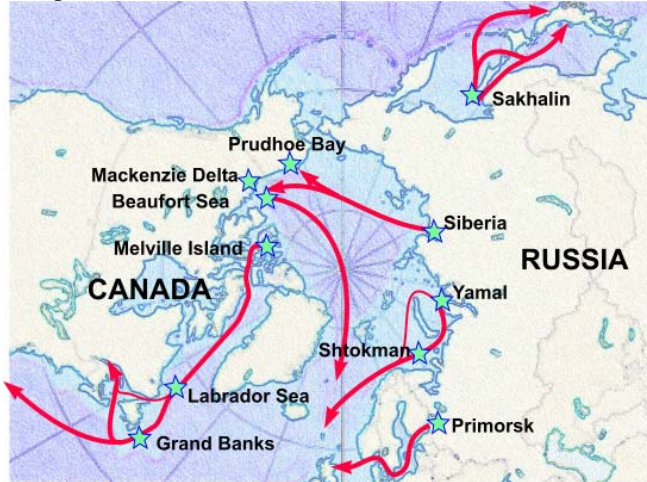 Sakhalin
Prudhoe Bay
Mackenzie Delta
Beaufort Sea
Siberia
Melville Island
RUSSIA
CANADA
Yamal
Shtokman
Labrador Sea
Primorsk
Grand Banks